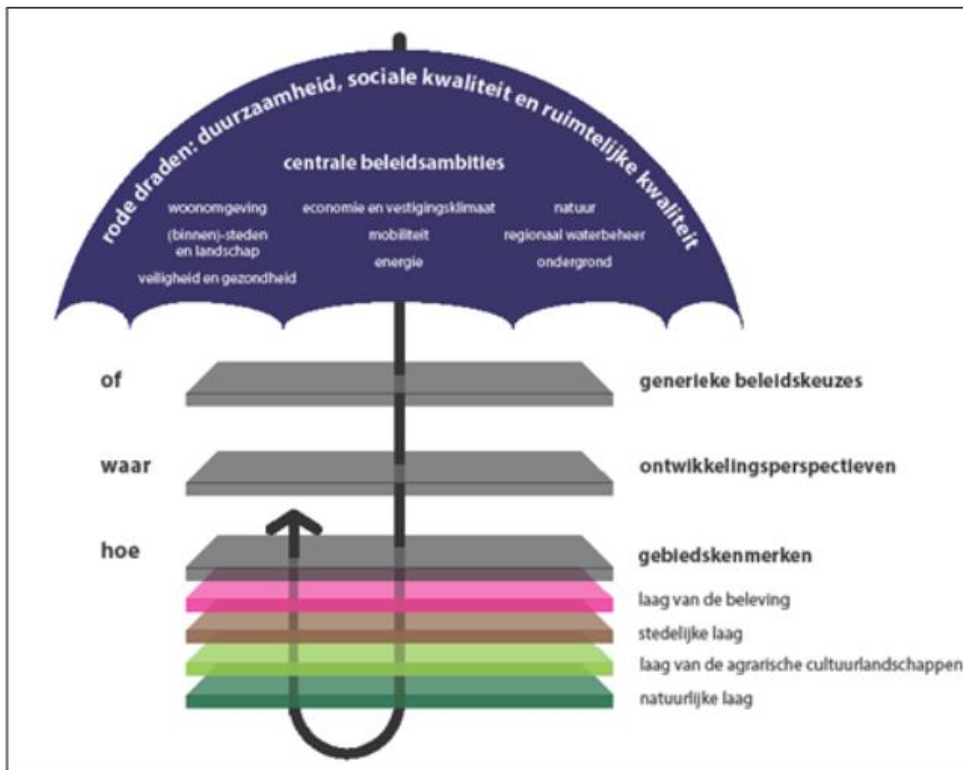 rode draden: duurzaamheid, sociale kwaliteit en ruimtelijke kwaliteit
centrale beleidsambities
woonomgeving
(binnen)-steden
en landschap
veiligheid en gezondheid
economie en vestigingsklimaat
mobiliteit
energie
natuur
regionaal waterbeheer
ondergrond
of
generieke beleidskeuzes
waar
ontwikkelingsperspectieven
hoe
gebiedskenmerken
laag van de beleving
stedelijke laag
laag van de agrarische cultuurlandschappen
natuurlijke laag